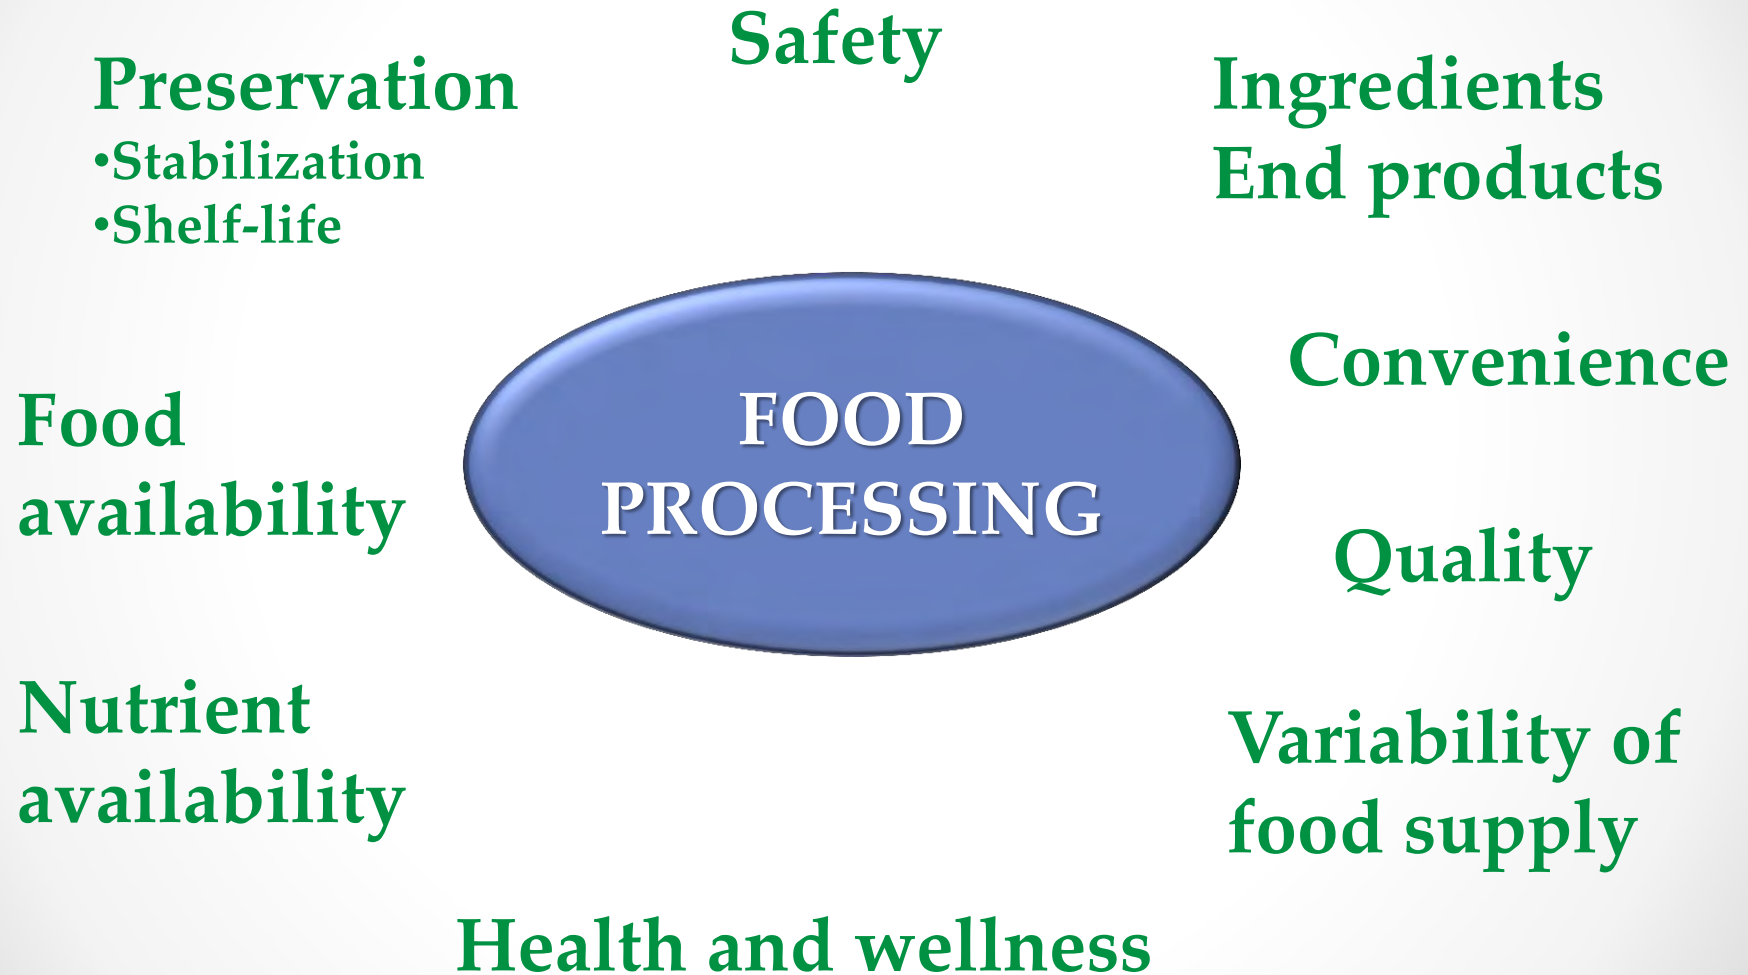 Safety
Preservation
•Stabilization
•Shelf-life
Ingredients
End products
Convenience
Food
availability
FOOD
PROCESSING
Quality
Nutrient
availability
Variability of
food supply
Health and wellness